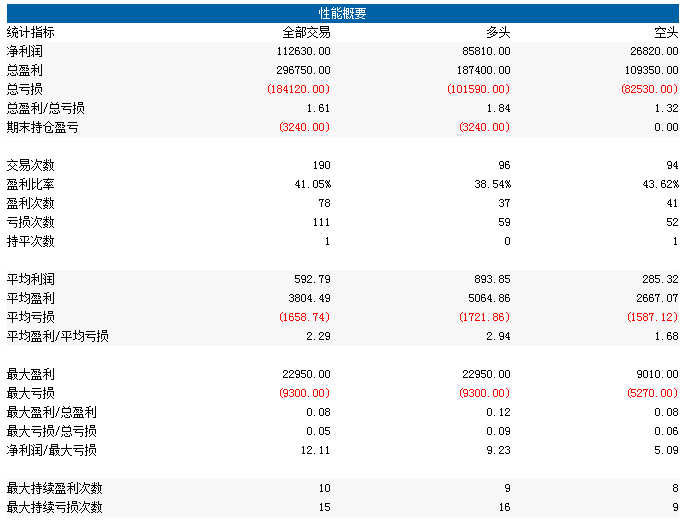 性能概要
统计指标 全部交易 多头 空头
净利润 112630.00 85810.00 26820.00
总盈利 296750.00 187400.00 109350.00
总亏损 (184120.00) (101590.00) (82530.00)
总盈利/总亏损 1.61 1.84 1.32
期末持仓盈亏 (3240.00) (3240.00) 0.00
交易次数 190 96 94
盈利比率 41.05% 38.54% 43.62%
盈利次数 78 37 41
亏损次数 111 59 52
持平次数 1 0 1
平均利润 592.79 893.85 285.32
平均盈利 3804.49 5064.86 2667.07
平均亏损 (1658.74) (1721.86) (1587.12)
平均盈利/平均亏损 2.29 2.94 1.68
最大盈利 22950.00 22950.00 9010.00
最大亏损 (9300.00) (9300.00) (5270.00)
最大盈利/总盈利 0.08 0.12 0.08
最大亏损/总亏损 0.05 0.09 0.06
净利润/最大亏损 12.11 9.23 5.09
最大持续盈利次数 10 9 8
最大持续亏损次数 15 16 9